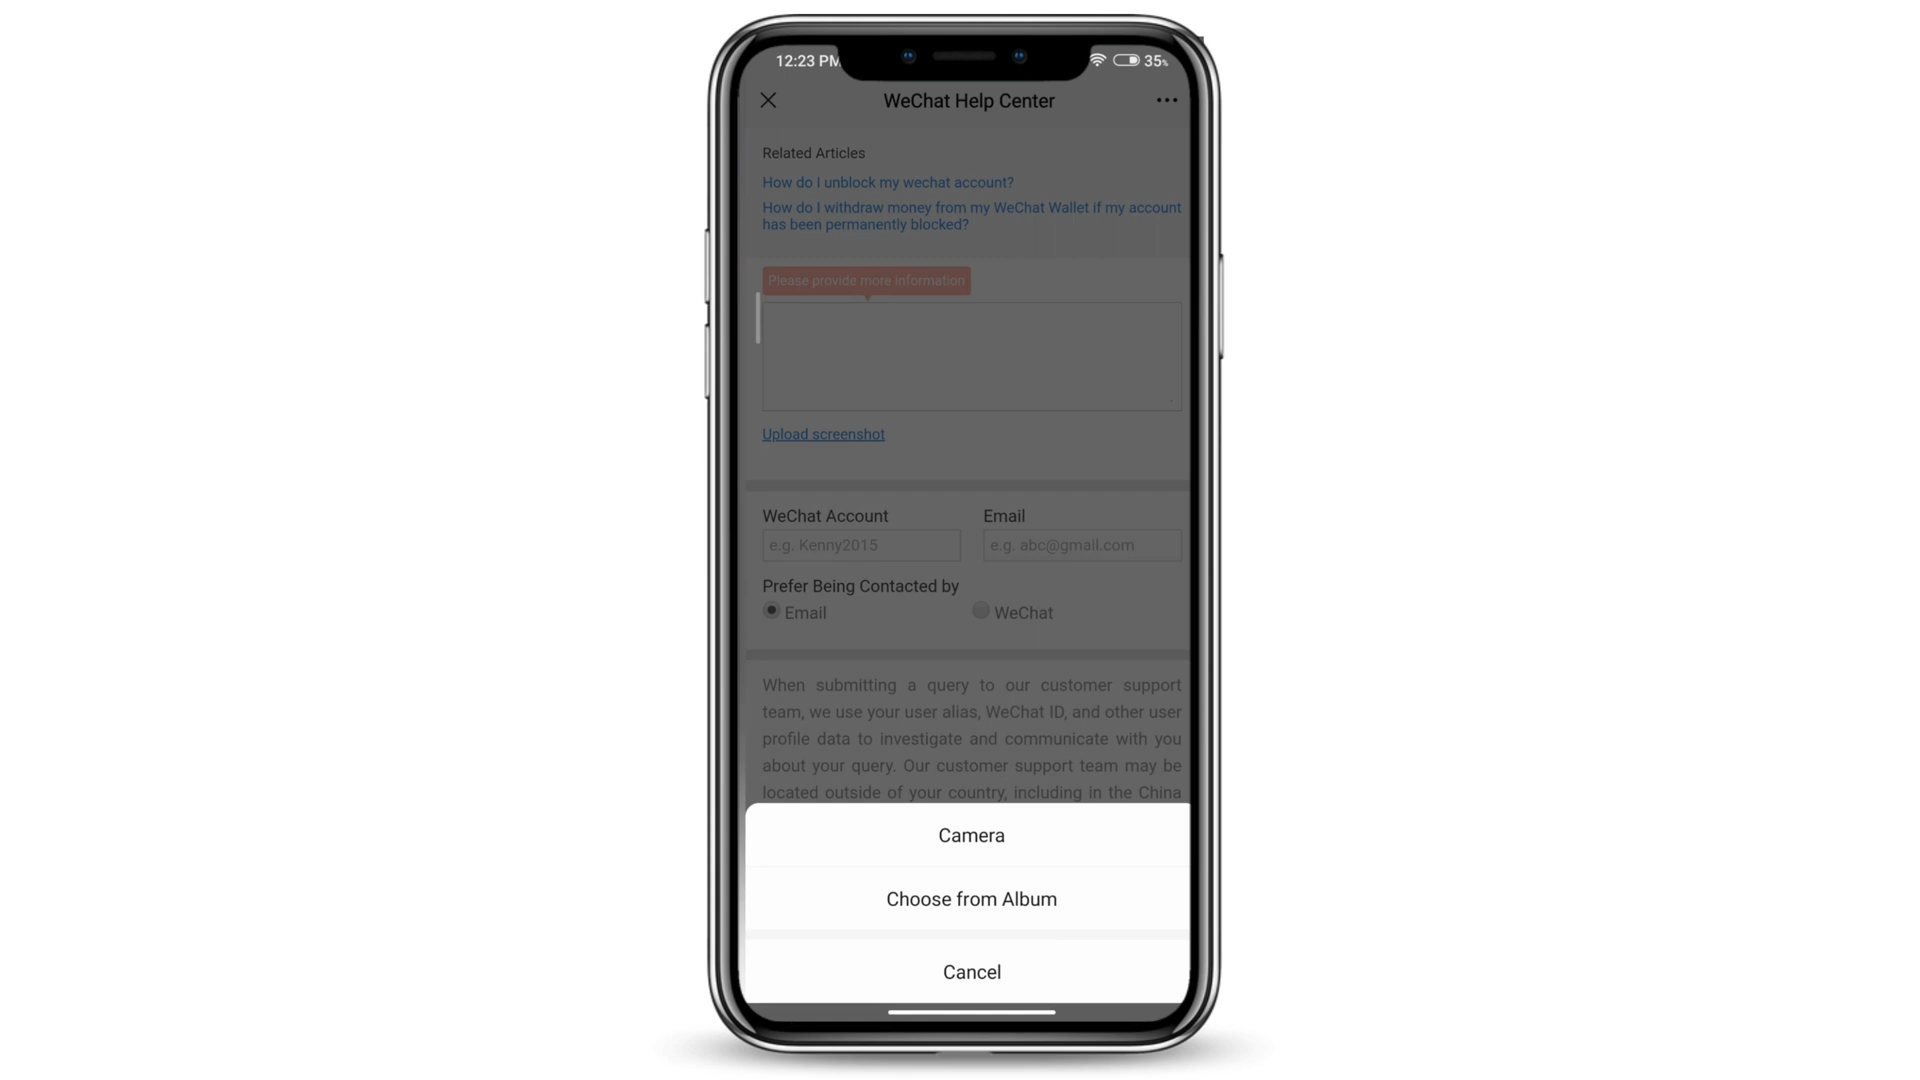 12:23 PM
35%
WeChat Help Center
Related Articles
How do I unblock my wechat account?
How do I withdraw money from my WeChat Wallet if my account
has been permanently blocked?
Please provide more information
Upload screenshot
WeChat Account Email
e.g. Kenny2015 e.g. abc@gmail.com
Prefer Being Contacted by
Email WeChat
When submitting a query to our customer support
team, we use your user alias, WeChat ID, and other user
profile data to investigate and communicate with you
about your query. Our customer support team may be
located outside of your country, including in the China
Camera
Choose from Album
Cancel